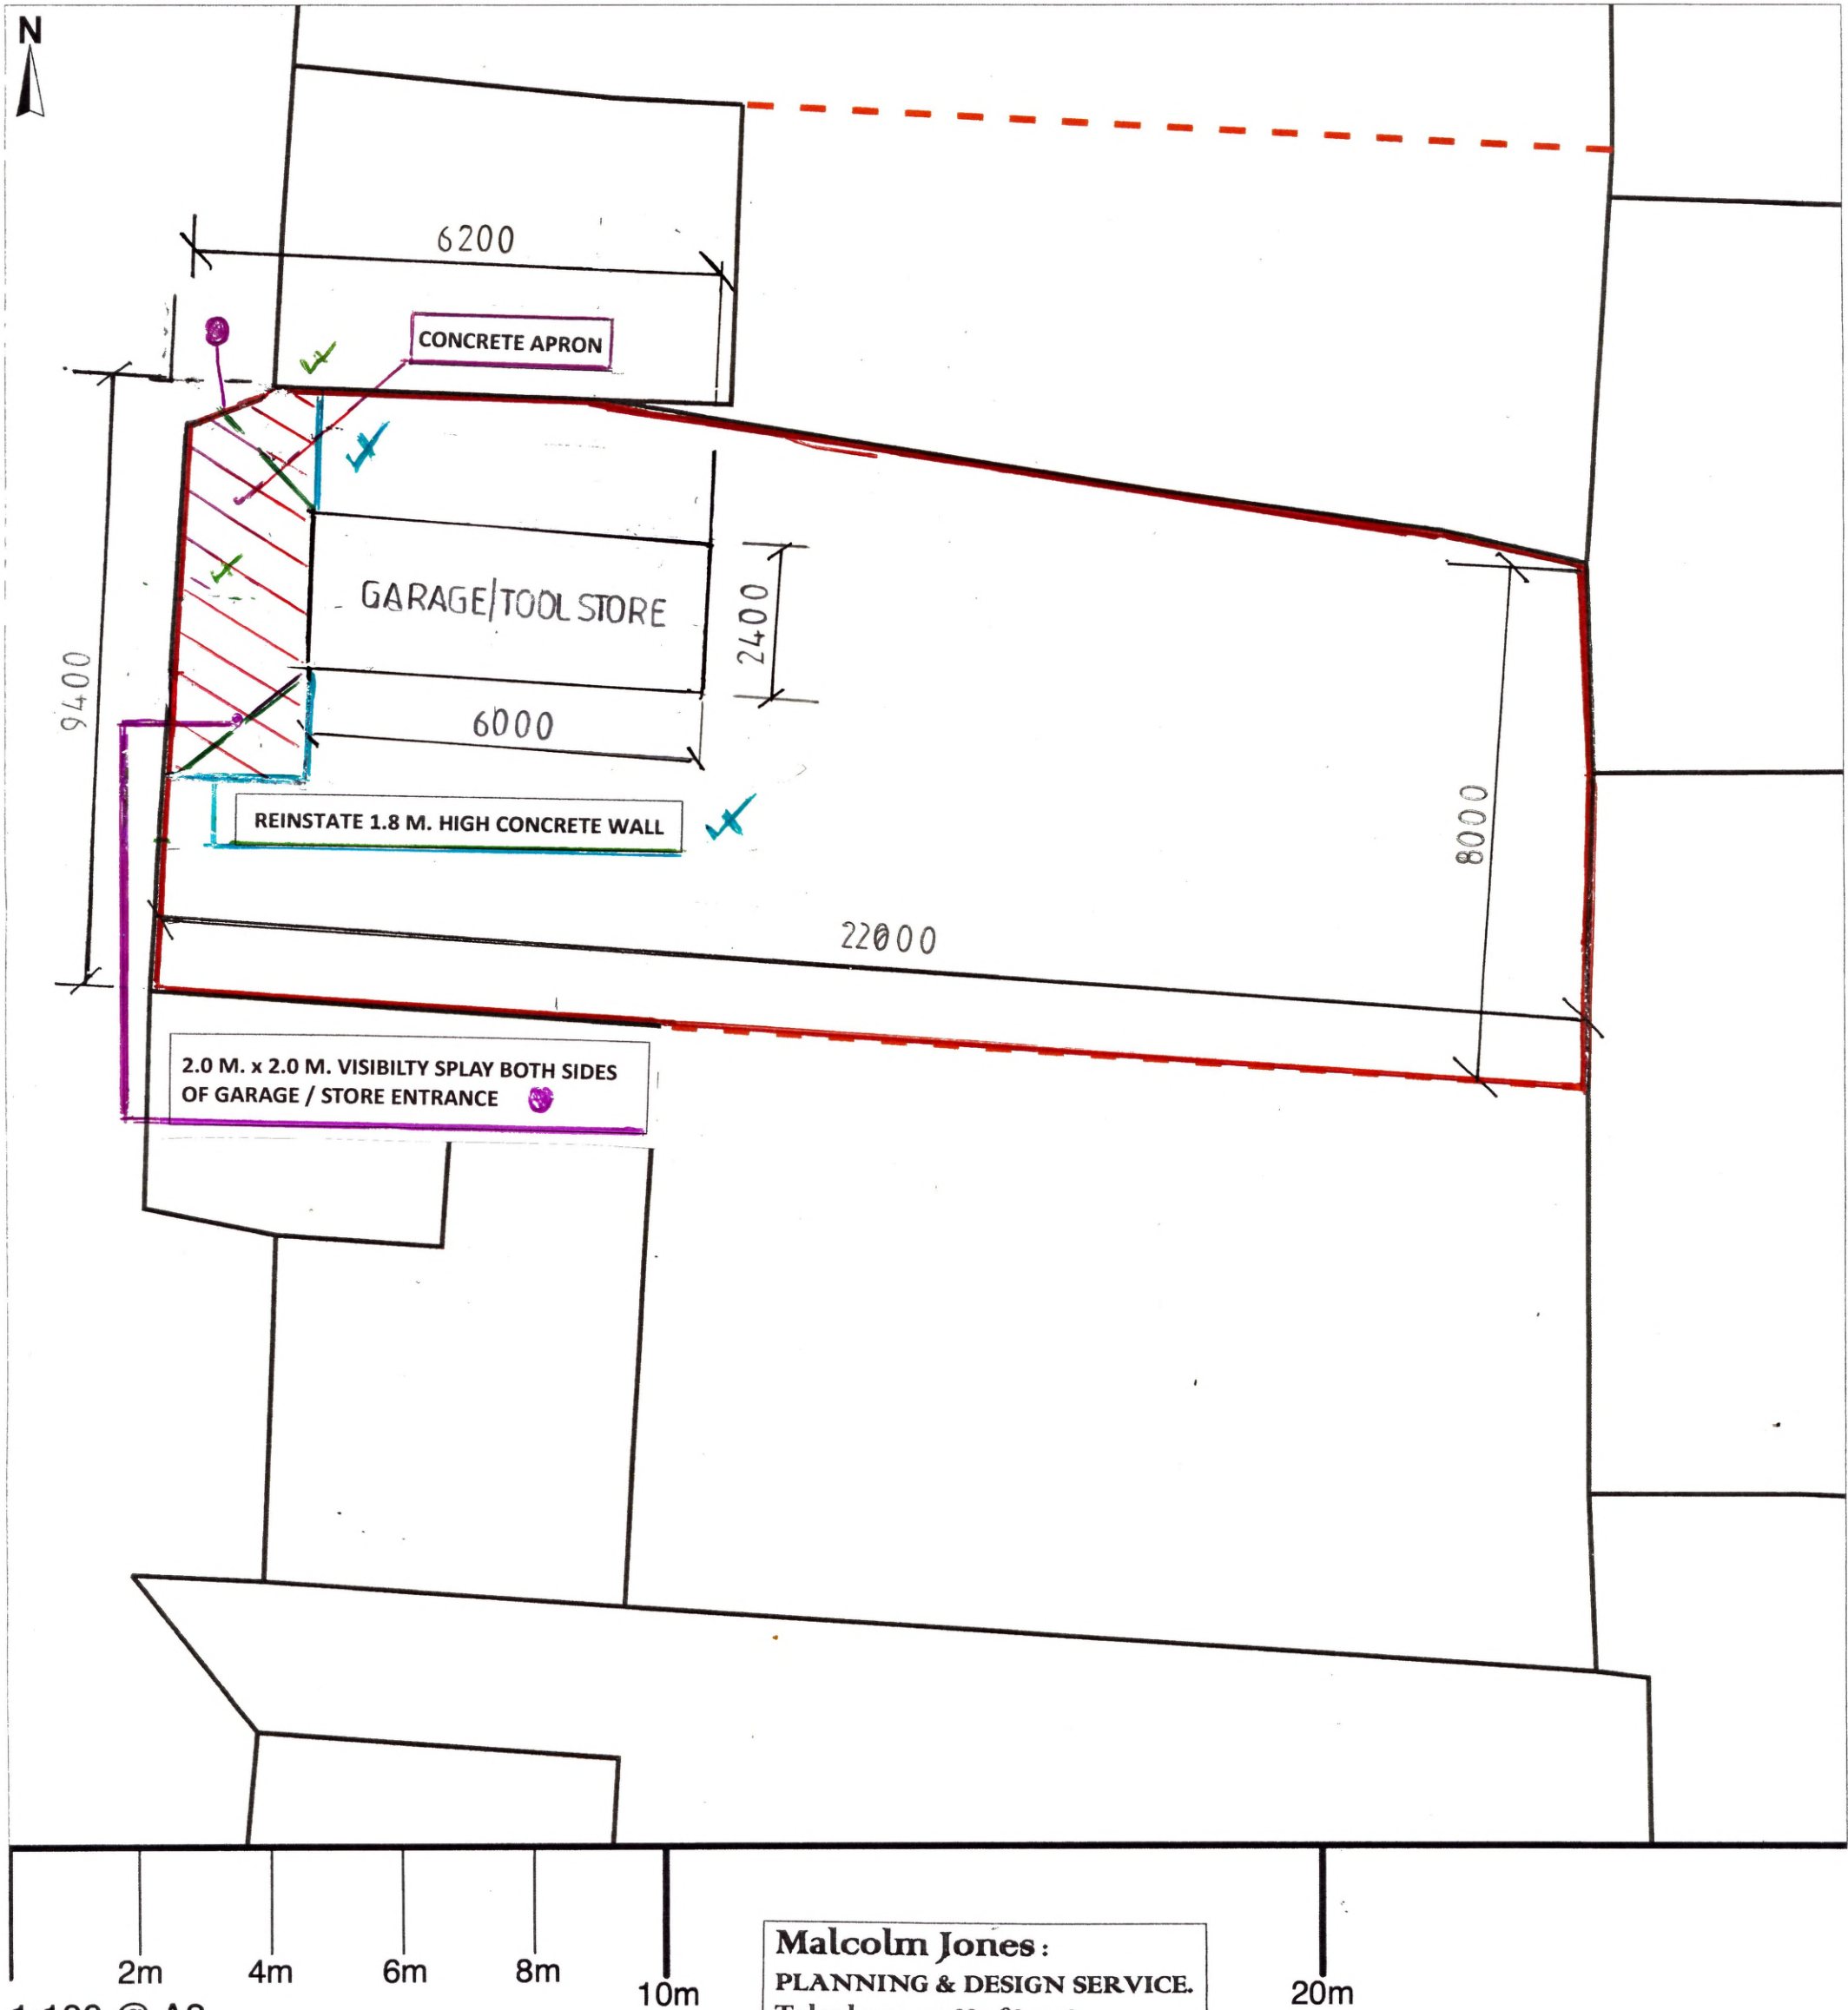 N
6200
CONCRETE APRON
GARAGE/TOOL STORE
2400
9400
6000
REINSTATE 1.8 M. HIGH CONCRETE WALL
8000
22000
2.0 M. x 2.0 M. VISIBILTY SPLAY BOTH SIDES
OF GARAGE / STORE ENTRANCE
2m 4m 6m 8m 10m 20m
Malcolm Jones:
PLANNING & DESIGN SERVICE.